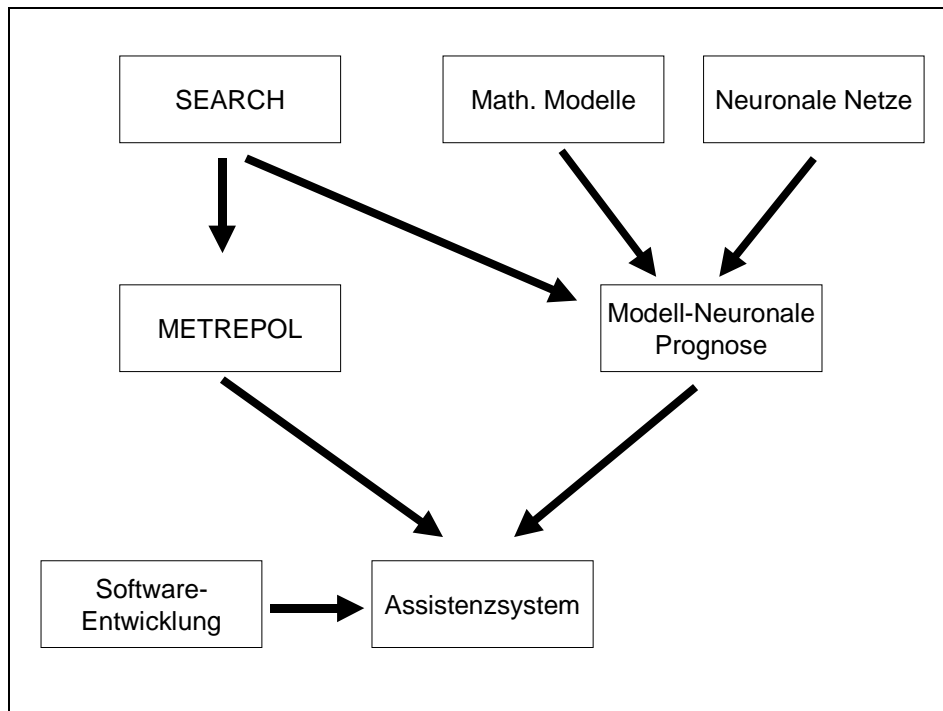 SEARCH
Math. Modelle
Neuronale Netze
METREPOL
Modell-Neuronale
Prognose
Software-
Entwicklung
Assistenzsystem